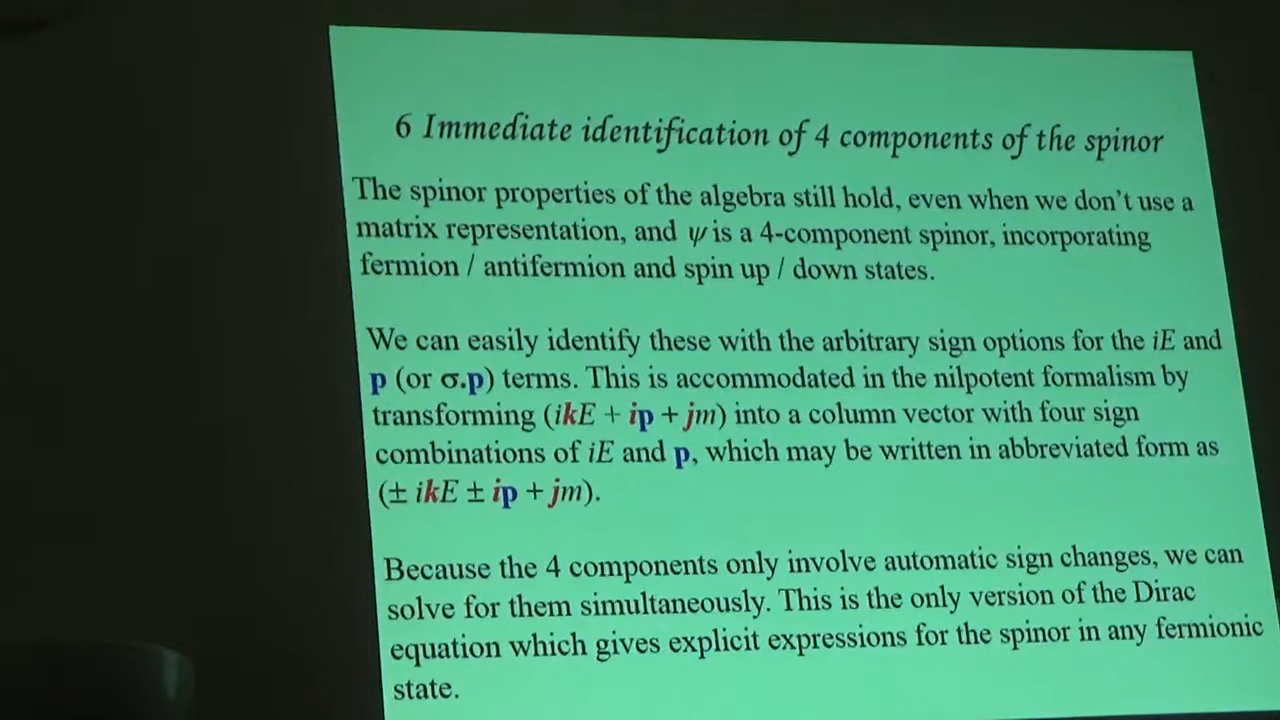 6 Immediate identification of 4 components of the spinor
The spinor properties of the algebra still hold, even when we don’t use a
matrix representation, and ψ is a 4-component spinor, incorporating
fermion / antifermion and spin up / down states.
We can easily identify these with the arbitrary sign options for the iE and
p (or σ.p) terms. This is accommodated in the nilpotent formalism by
transforming (ikE + ip + jm) into a column vector with four sign
combinations of iE and p, which may be written in abbreviated form as
(± ikE ± ip + jm).
Because the 4 components only involve automatic sign changes, we can
solve for them simultaneously. This is the only version of the Dirac
equation which gives explicit expressions for the spinor in any fermionic
state.